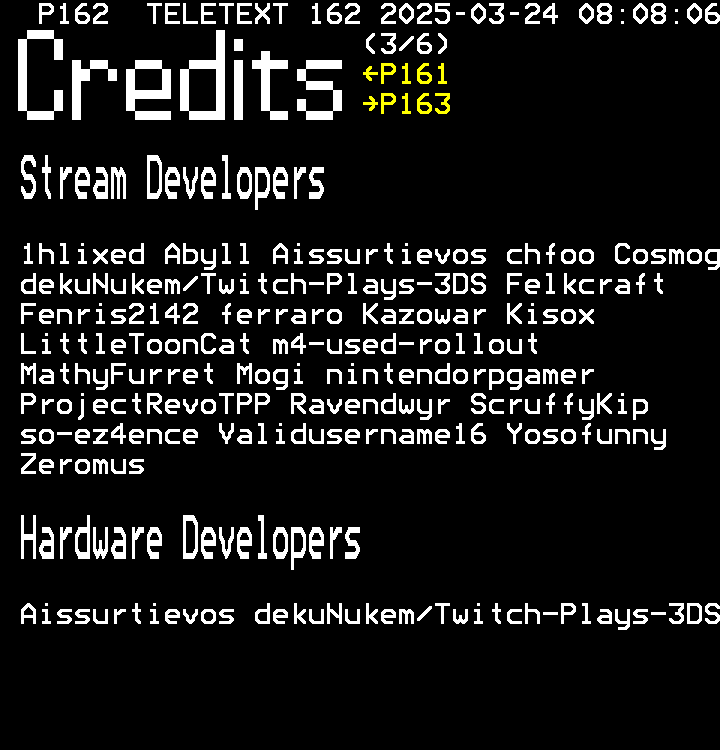 P162 TELETEXT 162 2025-03-24 08:08:06
Credits
(3/6)
←P161
→P163
Stream Developers
1hlixed Abyll Aissurtievos chfoo Cosmog
dekuNukem/Twitch-Plays-3DS Felkcraft
Fenris2142 ferraro Kazowar Kisox
LittleToonCat m4-used-rollout
MathyFurret Mogi nintendorpgamer
ProjectRevoTPP Ravendwyr ScruffyKip
so-ez4ence Validusername16 Yosofunny
Zeromus
Hardware Developers
Aissurtievos dekuNukem/Twitch-Plays-3DS